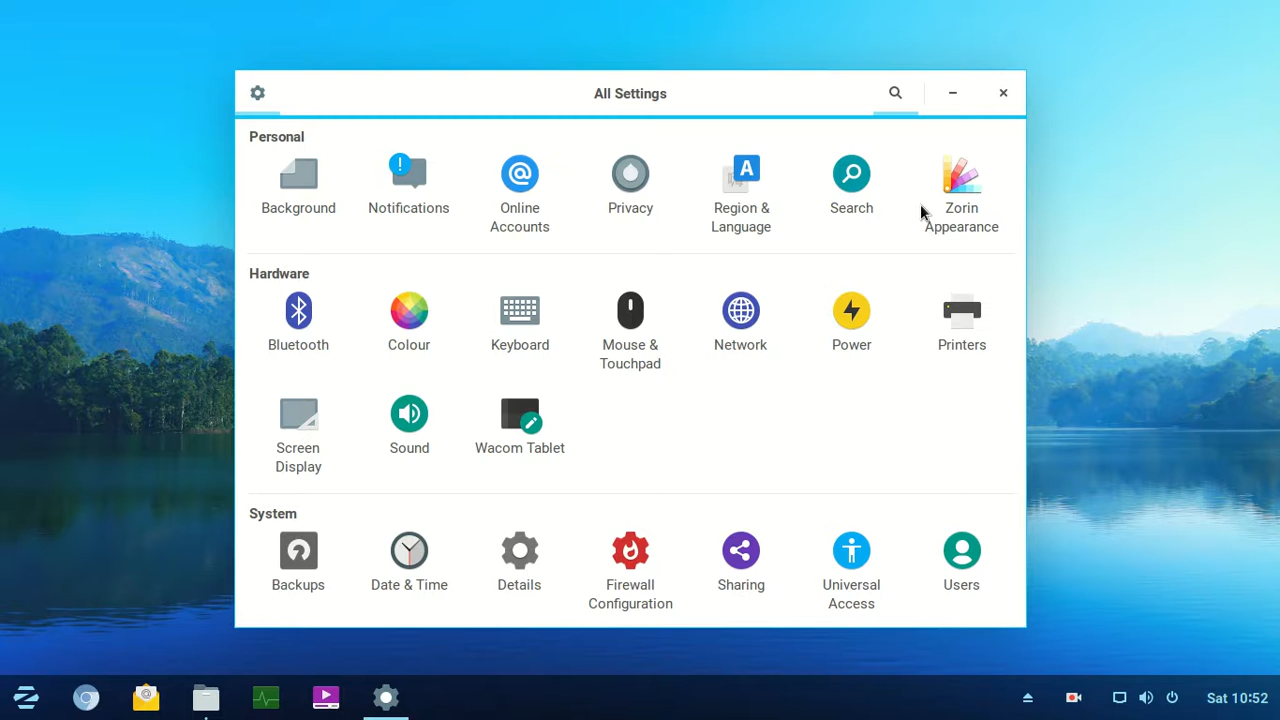 All Settings
Personal
Background
Notifications
Online
Accounts
Privacy
A
Region &
Language
Search
Zorin
Appearance
Hardware
Bluetooth
Colour
Keyboard
Mouse &
Touchpad
Network
Power
Printers
Screen
Display
Sound
Wacom Tablet
System
Backups
Date & Time
Details
Firewall
Configuration
Sharing
Universal
Access
Users
Sat 10:52